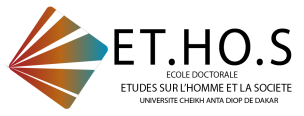 ET.HO.S
ECOLE DOCTORALE
ETUDES SUR L'HOMME ET LA SOCIETE
UNIVERSITE CHEIKH ANTA DIOP DE DAKAR